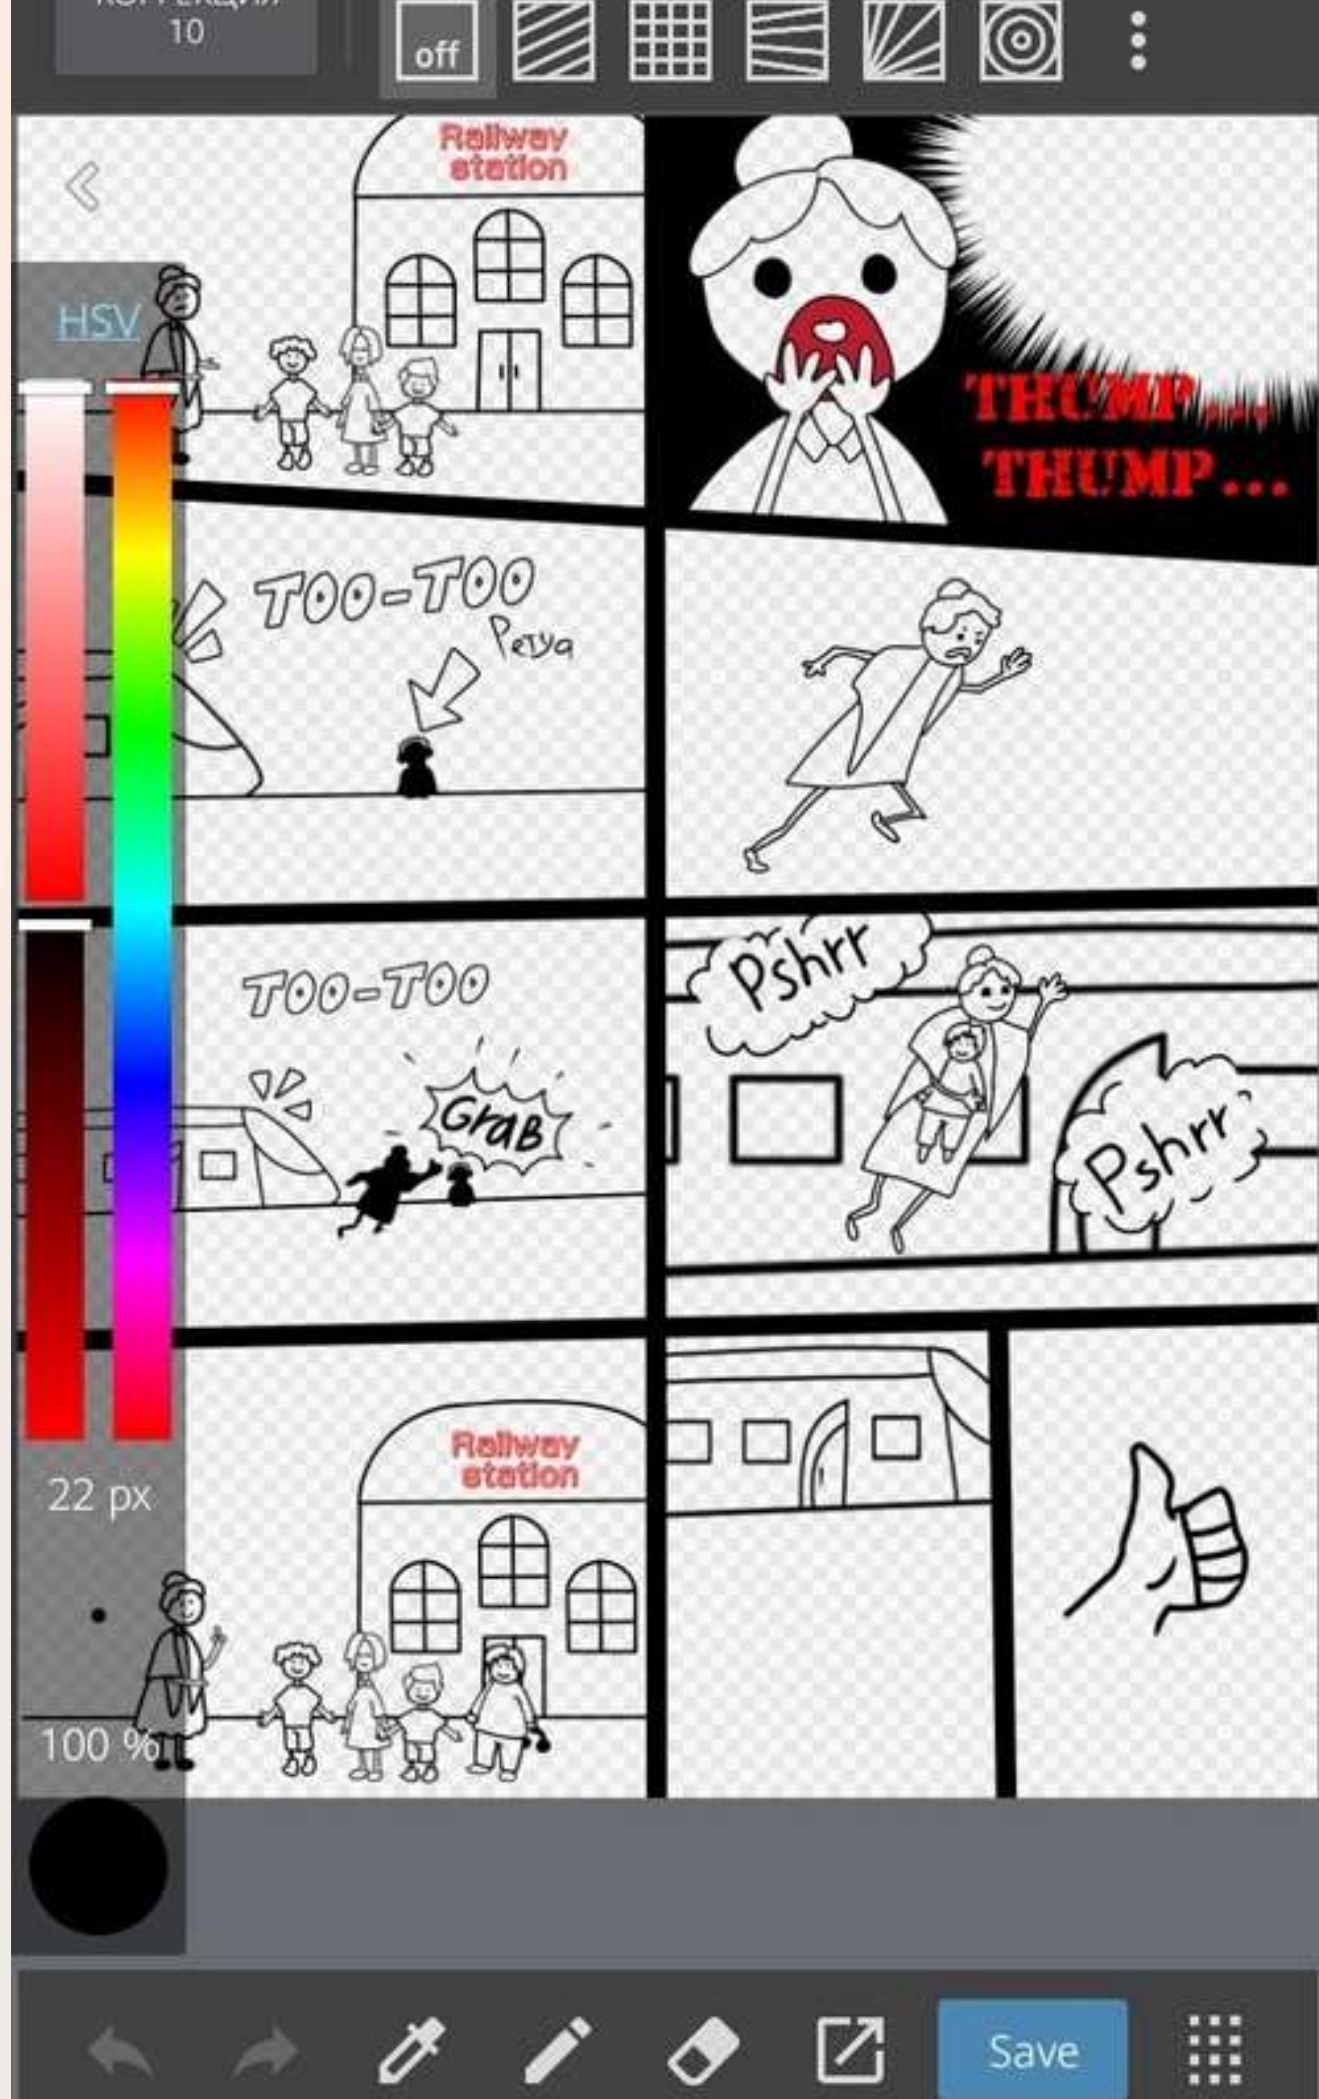 КОРРЕКЦИЯ
10
off
HSV
Railway
station
THUMP...
THUMP...
TOO-TOO
Petya
TOO-TOO
Grab
Pshrr
Pshrr
22 px
100 %
Railway
station
Save